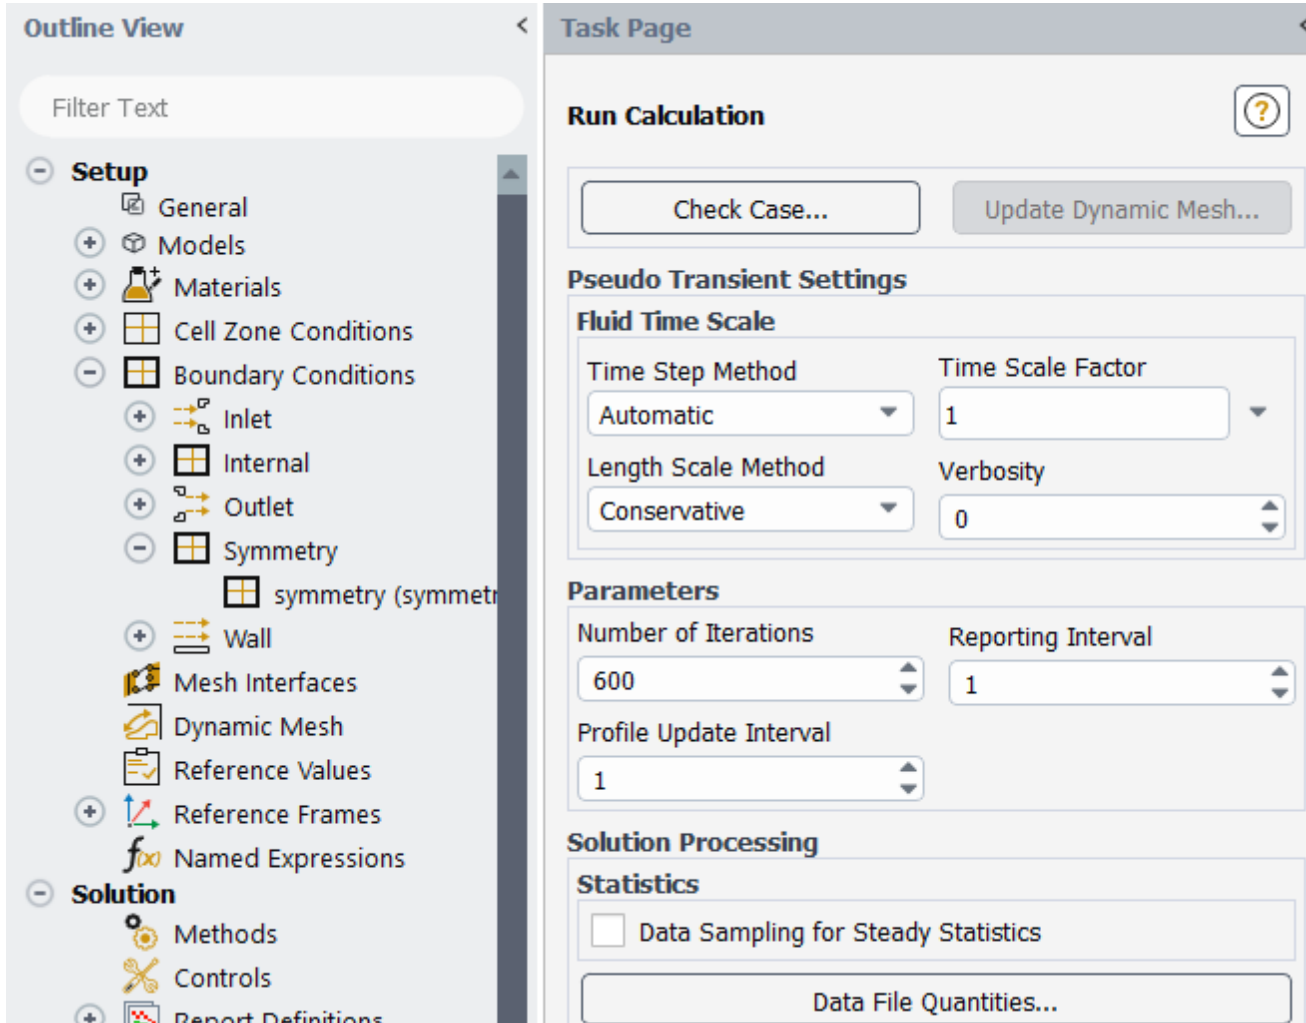 Outline View
Filter Text
Setup
General
Models
Materials
Cell Zone Conditions
Boundary Conditions
Inlet
Internal
Outlet
Symmetry
symmetry (symmetr
Wall
Mesh Interfaces
Dynamic Mesh
Reference Values
Reference Frames
f(x) Named Expressions
Solution
Methods
Controls
Report Definitions
Task Page
Run Calculation
?
Check Case...
Update Dynamic Mesh...
Pseudo Transient Settings
Fluid Time Scale
Time Step Method
Time Scale Factor
Automatic
1
Length Scale Method
Verbosity
Conservative
0
Parameters
Number of Iterations
Reporting Interval
600
1
Profile Update Interval
1
Solution Processing
Statistics
Data Sampling for Steady Statistics
Data File Quantities...